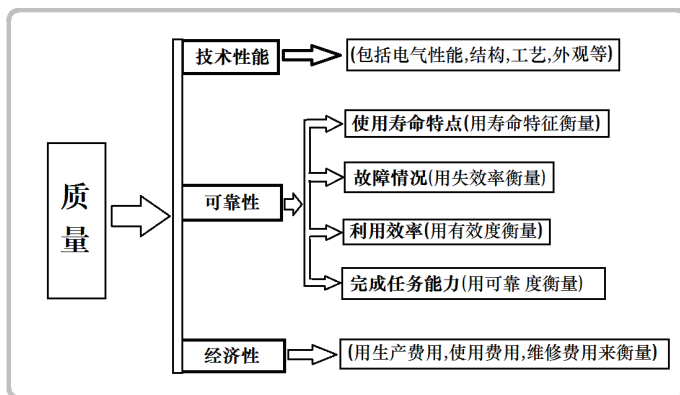 质
量
技术性能
(包括电气性能,结构,工艺,外观等)
可靠性
使用寿命特点(用寿命特征衡量)
故障情况(用失效率衡量)
利用效率(用有效度衡量)
完成任务能力(用可靠 度衡量)
经济性
(用生产费用,使用费用,维修费用来衡量)